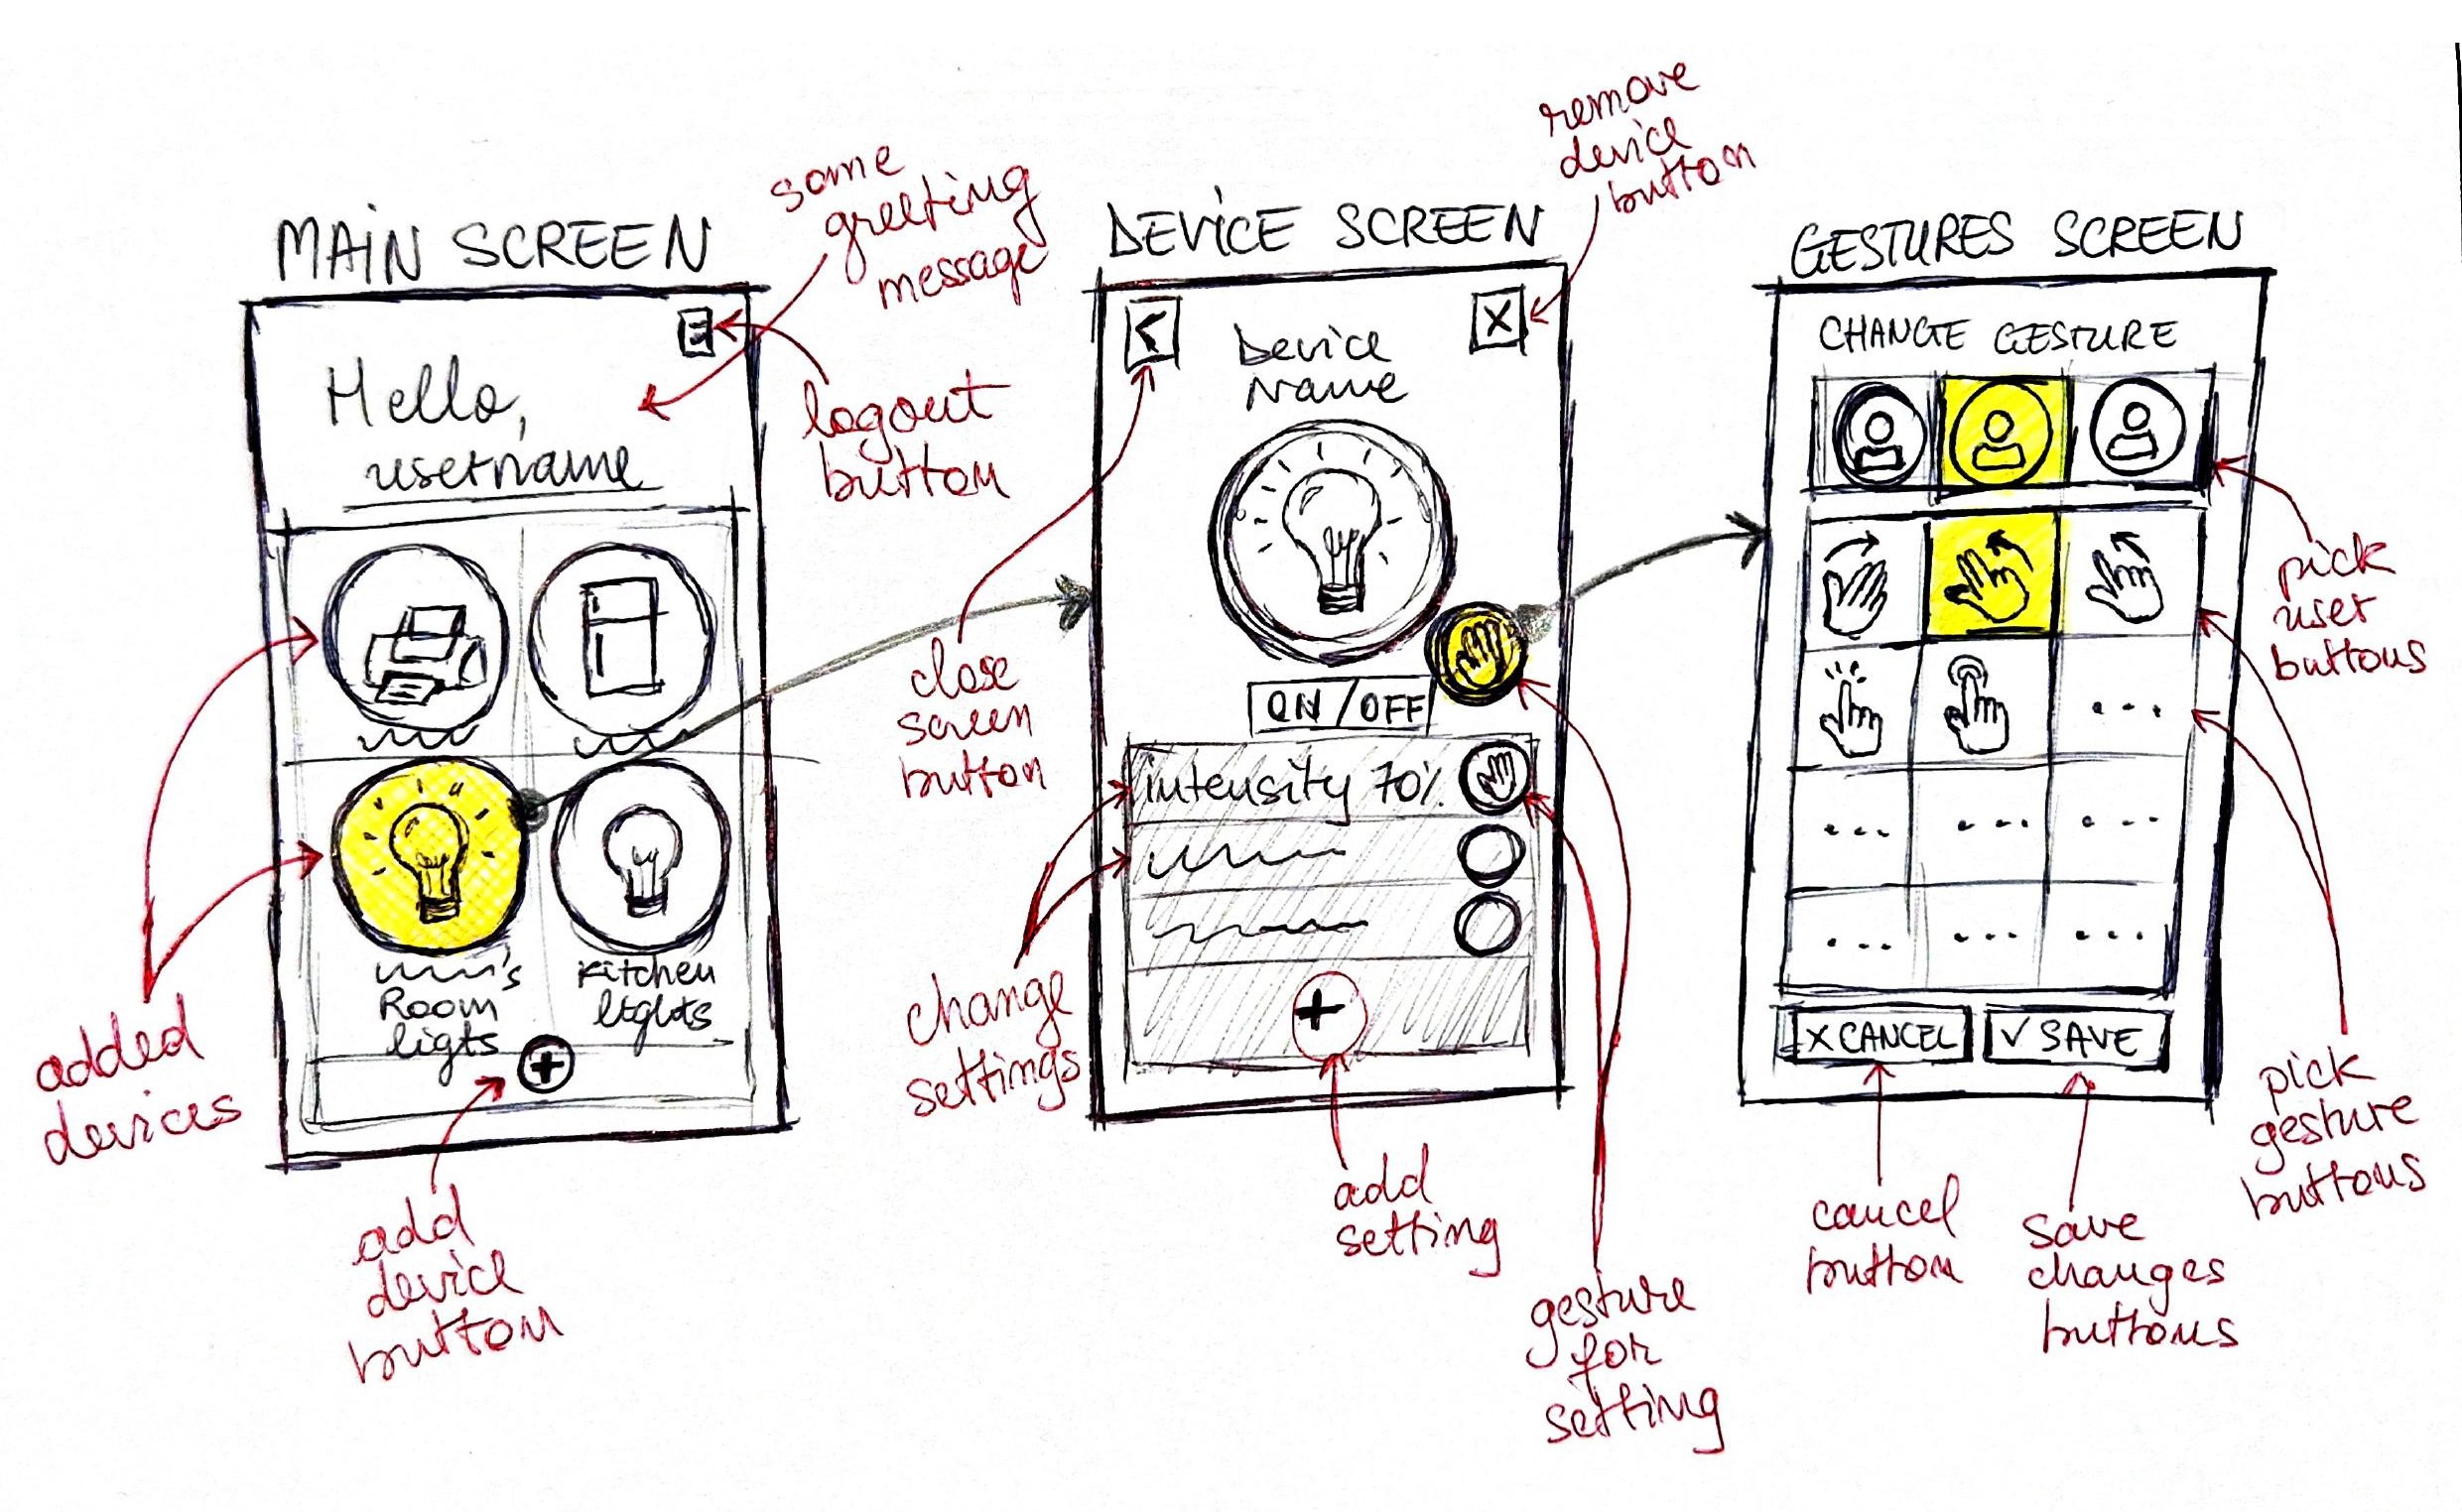 MAIN SCREEN
some
greeting
message
Hello,
username
logout
button
's
Room
ligts
Kitchen
lights
added
devices
add
device
button
DEVICE SCREEN
remove
device
button
Device
Name
close
screen
button
ON/OFF
intensity 70%
change
settings
add
setting
gesture
for
setting
GESTURES SCREEN
CHANGE GESTURE
pick
user
buttons
X CANCEL
✓ SAVE
pick
gesture
buttons
cancel
button
save
changes
buttons